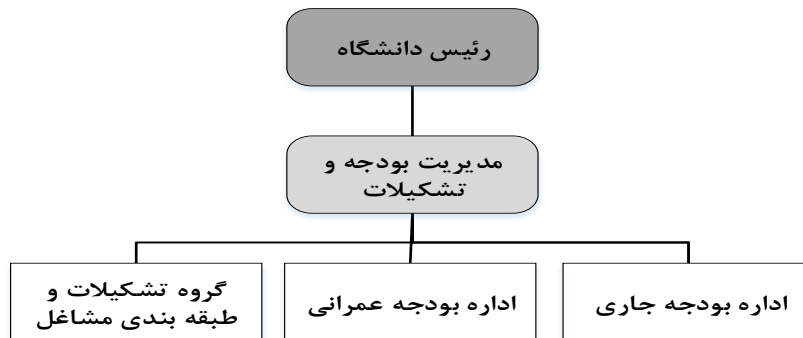 رئیس دانشگاه
مدیریت بودجه و
تشکیلات
اداره بودجه جاری
اداره بودجه عمرانی
گروه تشکیلات و
طبقه بندی مشاغل